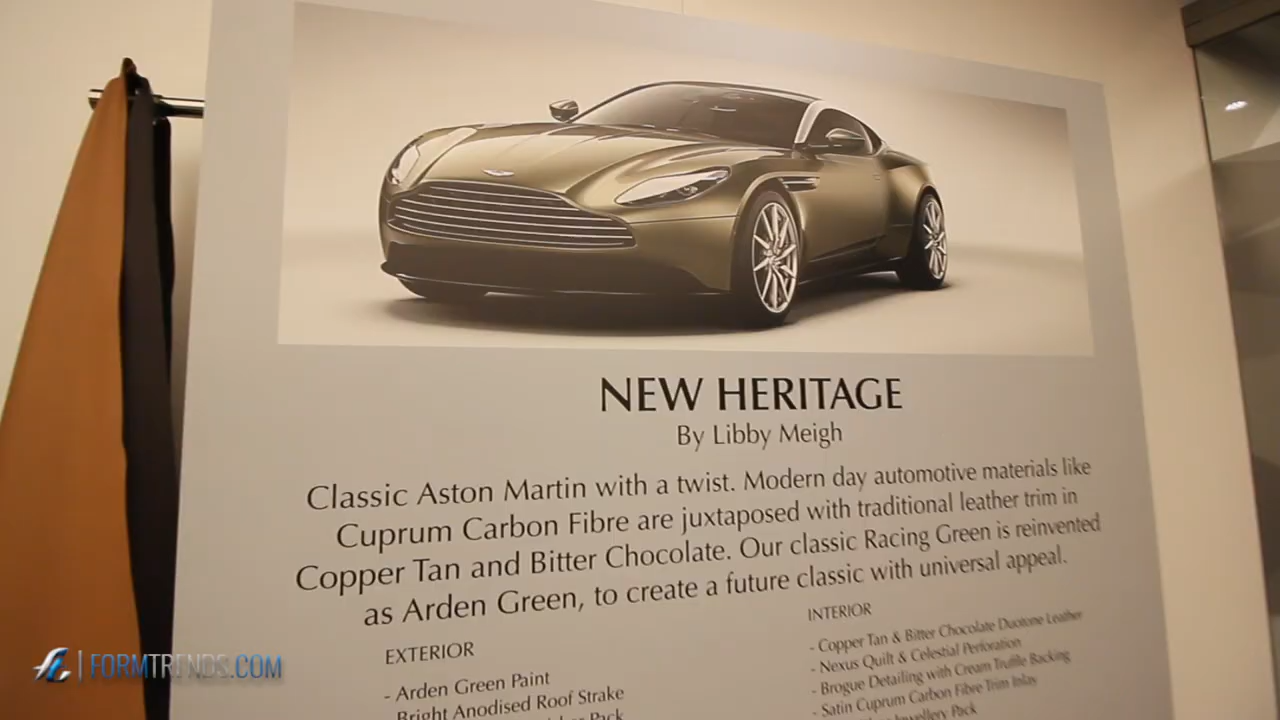 NEW HERITAGE
By Libby Meigh
Classic Aston Martin with a twist. Modern day automotive materials like
Cuprum Carbon Fibre are juxtaposed with traditional leather trim in
Copper Tan and Bitter Chocolate. Our classic Racing Green is reinvented
as Arden Green, to create a future classic with universal appeal.
EXTERIOR
- Arden Green Paint
Bright Anodised Roof Strake
Pack
INTERIOR
- Copper Tan & Bitter Chocolate Duotone Leather
- Nexus Quilt & Celestial Perforation
- Brogue Detailing with Cream Truffle Backing
- Satin Cuprum Carbon Fibre Trim Inlay
Jewellery Pack
FORMTRENDS.COM